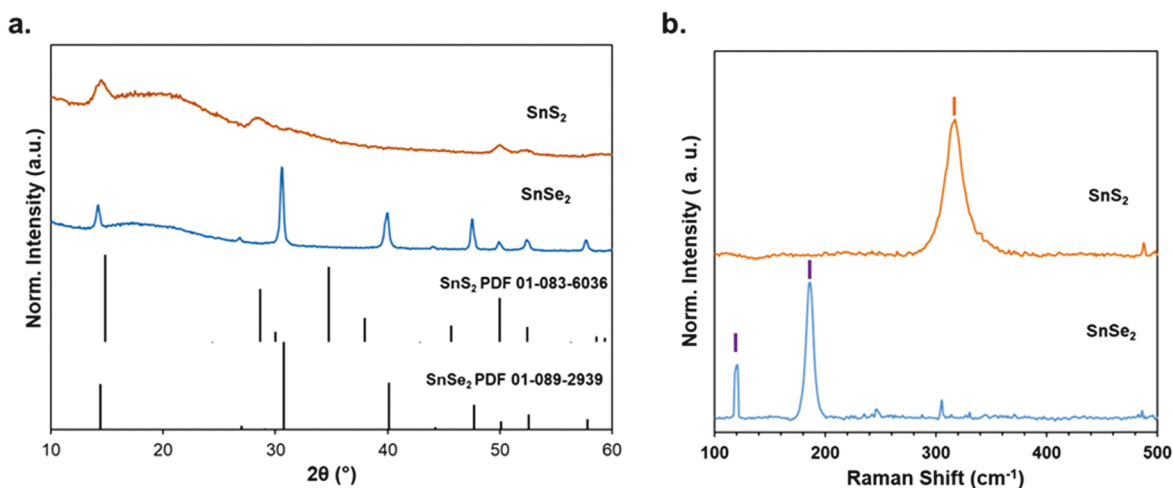 a.
Norm. Intensity (a.u.)
SnS₂
SnSe₂
SnS₂ PDF 01-083-6036
SnSe₂ PDF 01-089-2939
10 20 30 40 50 60
2θ (°)
b.
Norm. Intensity ( a. u.)
SnS₂
SnSe₂
100 200 300 400 500
Raman Shift (cm⁻¹)